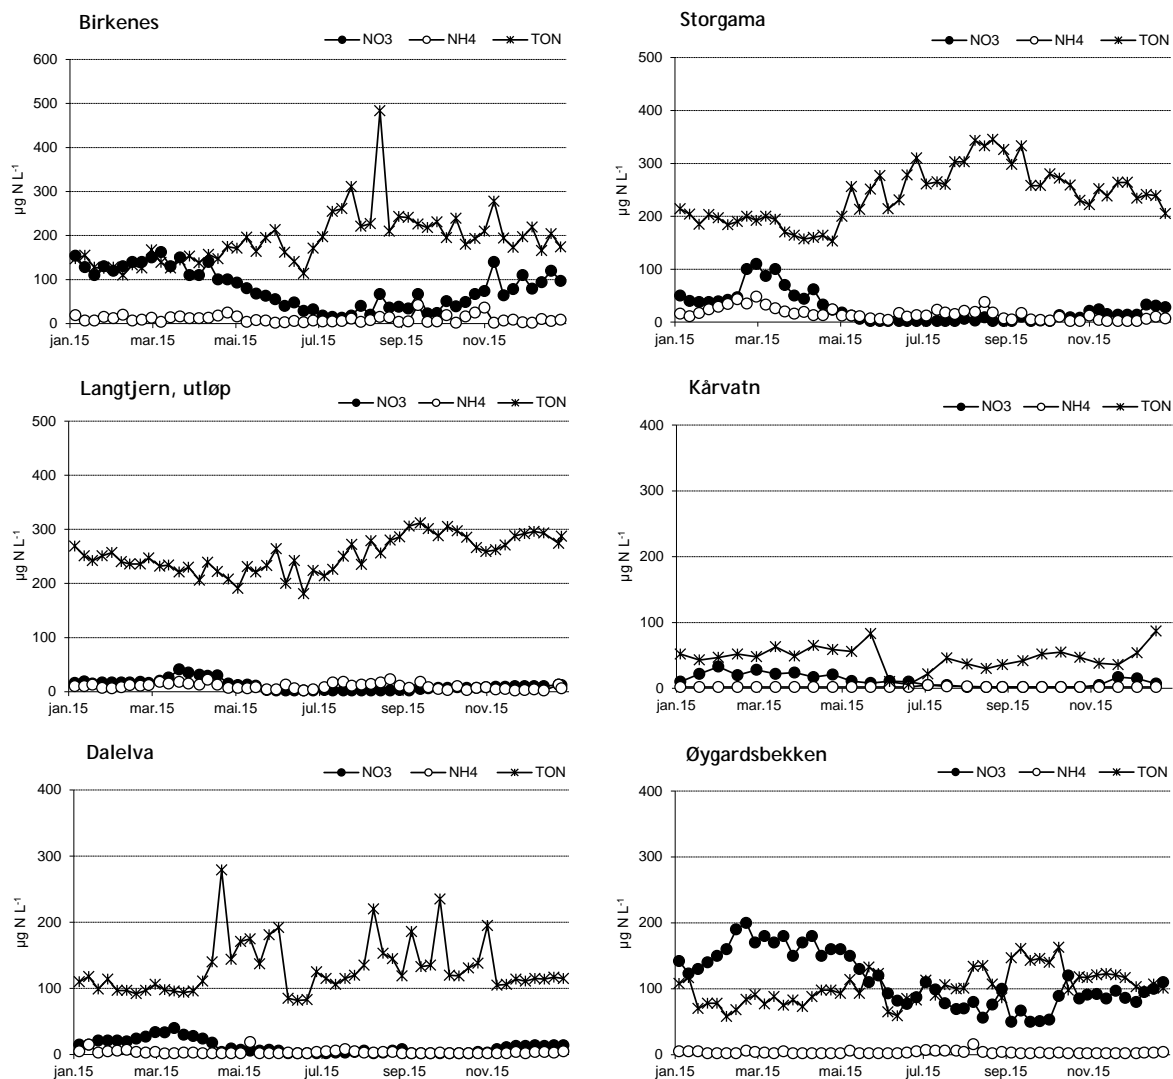 Birkenes
NO3 NH4 TON
600
500
400
300
200
100
0
µg N L-1
jan.15 mar.15 mai.15 jul.15 sep.15 nov.15
Storgama
NO3 NH4 TON
500
400
300
200
100
0
µg N L-1
jan.15 mar.15 mai.15 jul.15 sep.15 nov.15
Langtjern, utløp
NO3 NH4 TON
500
400
300
200
100
0
µg N L-1
jan.15 mar.15 mai.15 jul.15 sep.15 nov.15
Kårvatn
NO3 NH4 TON
400
300
200
100
0
µg N L-1
jan.15 mar.15 mai.15 jul.15 sep.15 nov.15
Dalelva
NO3 NH4 TON
400
300
200
100
0
µg N L-1
jan.15 mar.15 mai.15 jul.15 sep.15 nov.15
Øygardsbekken
NO3 NH4 TON
400
300
200
100
0
µg N L-1
jan.15 mar.15 mai.15 jul.15 sep.15 nov.15